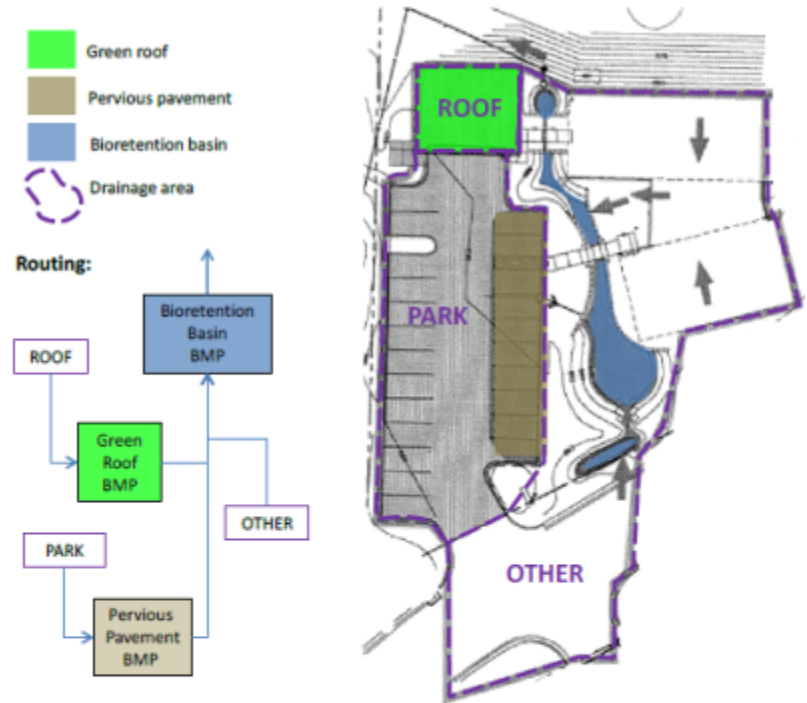 Green roof
Pervious pavement
Bioretention basin
Drainage area
Routing:
Bioretention
Basin
BMP
ROOF
Green
Roof
BMP
OTHER
PARK
Pervious
Pavement
BMP
ROOF
PARK
OTHER